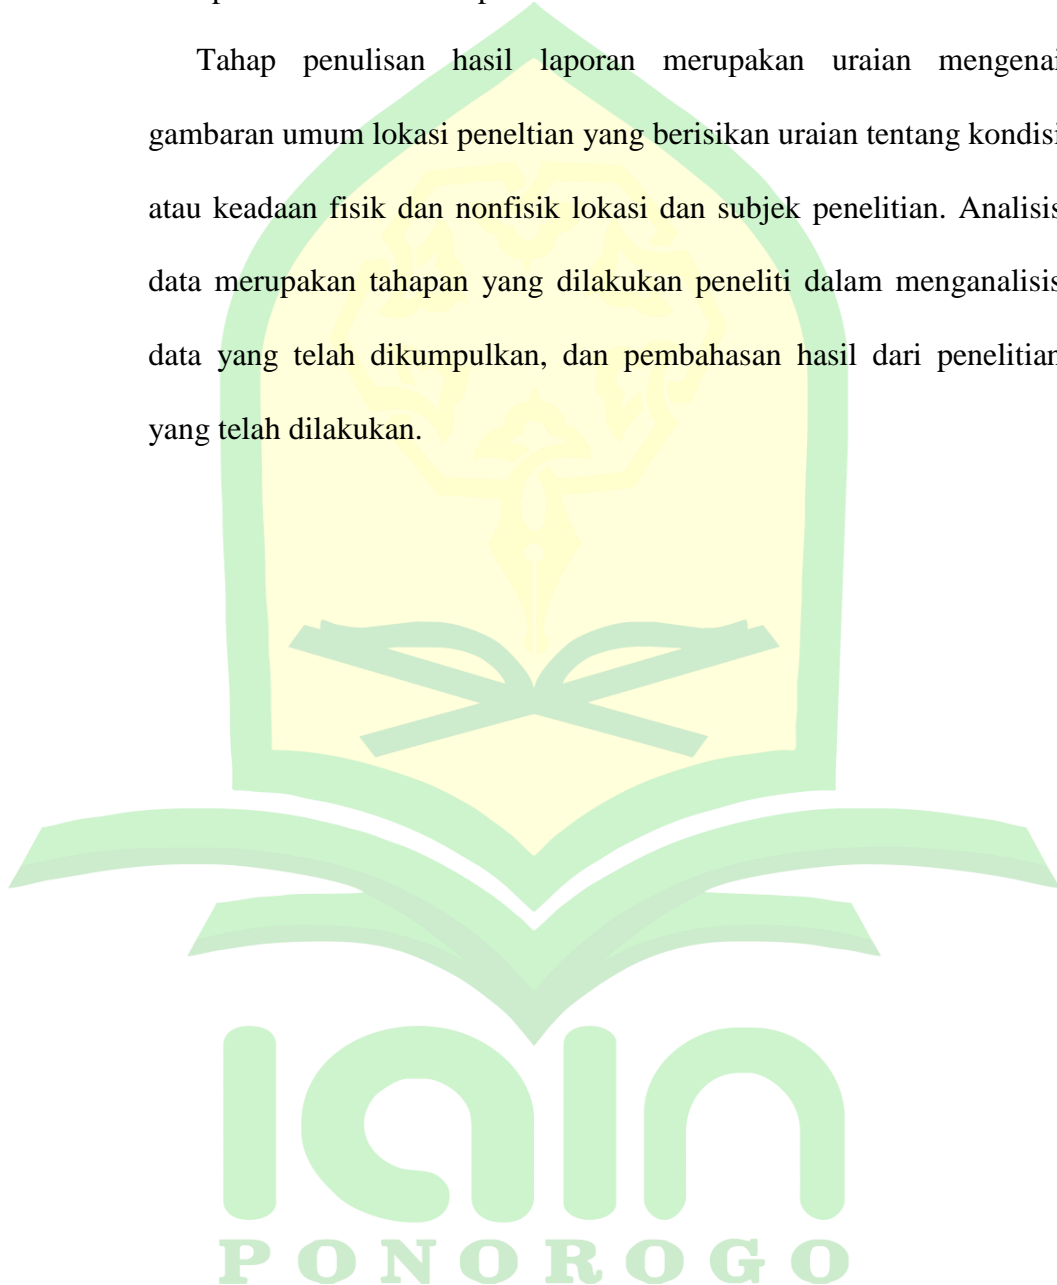 Tahap penulisan hasil laporan merupakan uraian mengenai
gambaran umum lokasi peneltian yang berisikan uraian tentang kondisi
atau keadaan fisik dan nonfisik lokasi dan subjek penelitian. Analisis
data merupakan tahapan yang dilakukan peneliti dalam menganalisis
data yang telah dikumpulkan, dan pembahasan hasil dari penelitian
yang telah dilakukan.
iain
PONOROGO